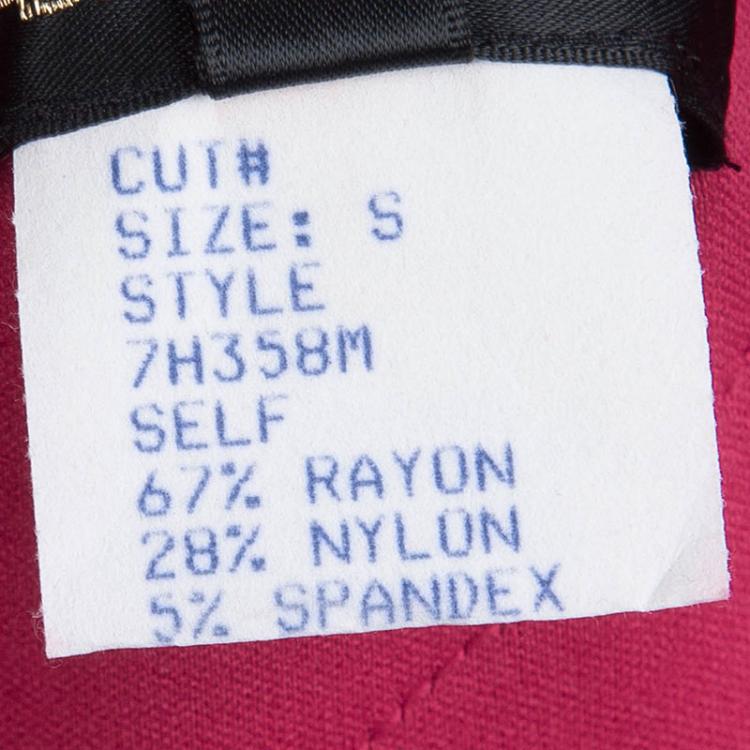 CUT#
SIZE: S
STYLE
7H358M
SELF
67% RAYON
28% NYLON
5% SPANDEX